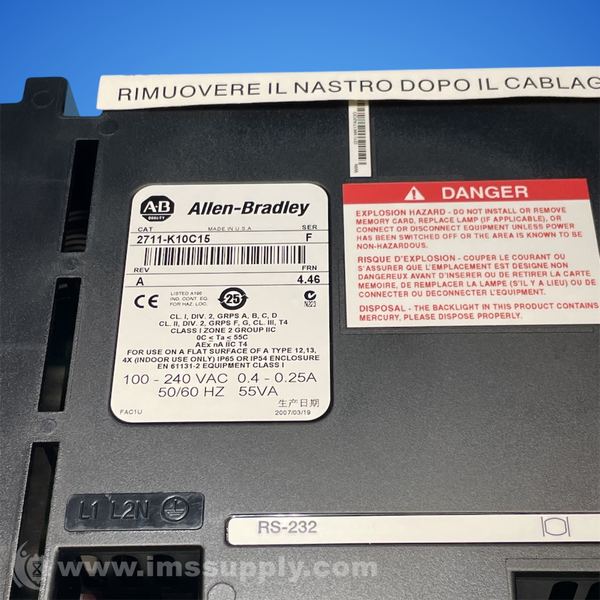 RIMUOVERE IL NASTRO DOPO IL CABLAG
A-B
QUALITY
Allen-Bradley
CAT
MADE IN U.S.A.
SER
2711-K10C15
F
REV
FRN
A
4.46
CE
LISTED A196
IND. CONT. EQ.
FOR HAZ. LOC.
25
N223
CL. I, DIV. 2, GRPS A, B, C, D
CL. II, DIV. 2, GRPS F, G, CL. III, T4
CLASS I ZONE 2 GROUP IIC
0C ≤ Ta ≤ 55C
AEx nA IIC T4
FOR USE ON A FLAT SURFACE OF A TYPE 12,13,
4X (INDOOR USE ONLY) IP65 OR IP54 ENCLOSURE
EN 61131-2 EQUIPMENT CLASS I
100 - 240 VAC 0.4 - 0.25A
50/60 HZ 55VA
生产日期
FAC1U
2007/03/19
DANGER
EXPLOSION HAZARD - DO NOT INSTALL OR REMOVE
MEMORY CARD, REPLACE LAMP (IF APPLICABLE), OR
CONNECT OR DISCONNECT EQUIPMENT UNLESS POWER
HAS BEEN SWITCHED OFF OR THE AREA IS KNOWN TO BE
NON-HAZARDOUS.
RISQUE D'EXPLOSION - COUPER LE COURANT OU
S'ASSURER QUE L'EMPLACEMENT EST DESIGNE NON
DANGEREUX AVANT D'INSERER OU DE RETIRER LA CARTE
MEMOIRE, DE REMPLACER LA LAMPE (S'IL Y A LIEU) OU DE
CONNECTER OU DECONNECTER L'EQUIPEMENT.
DISPOSAL - THE BACKLIGHT IN THIS PRODUCT CONTAINS
MERCURY, PLEASE DISPOSE PROPERLY.
L1 L2N
RS-232
www.imssupply.com